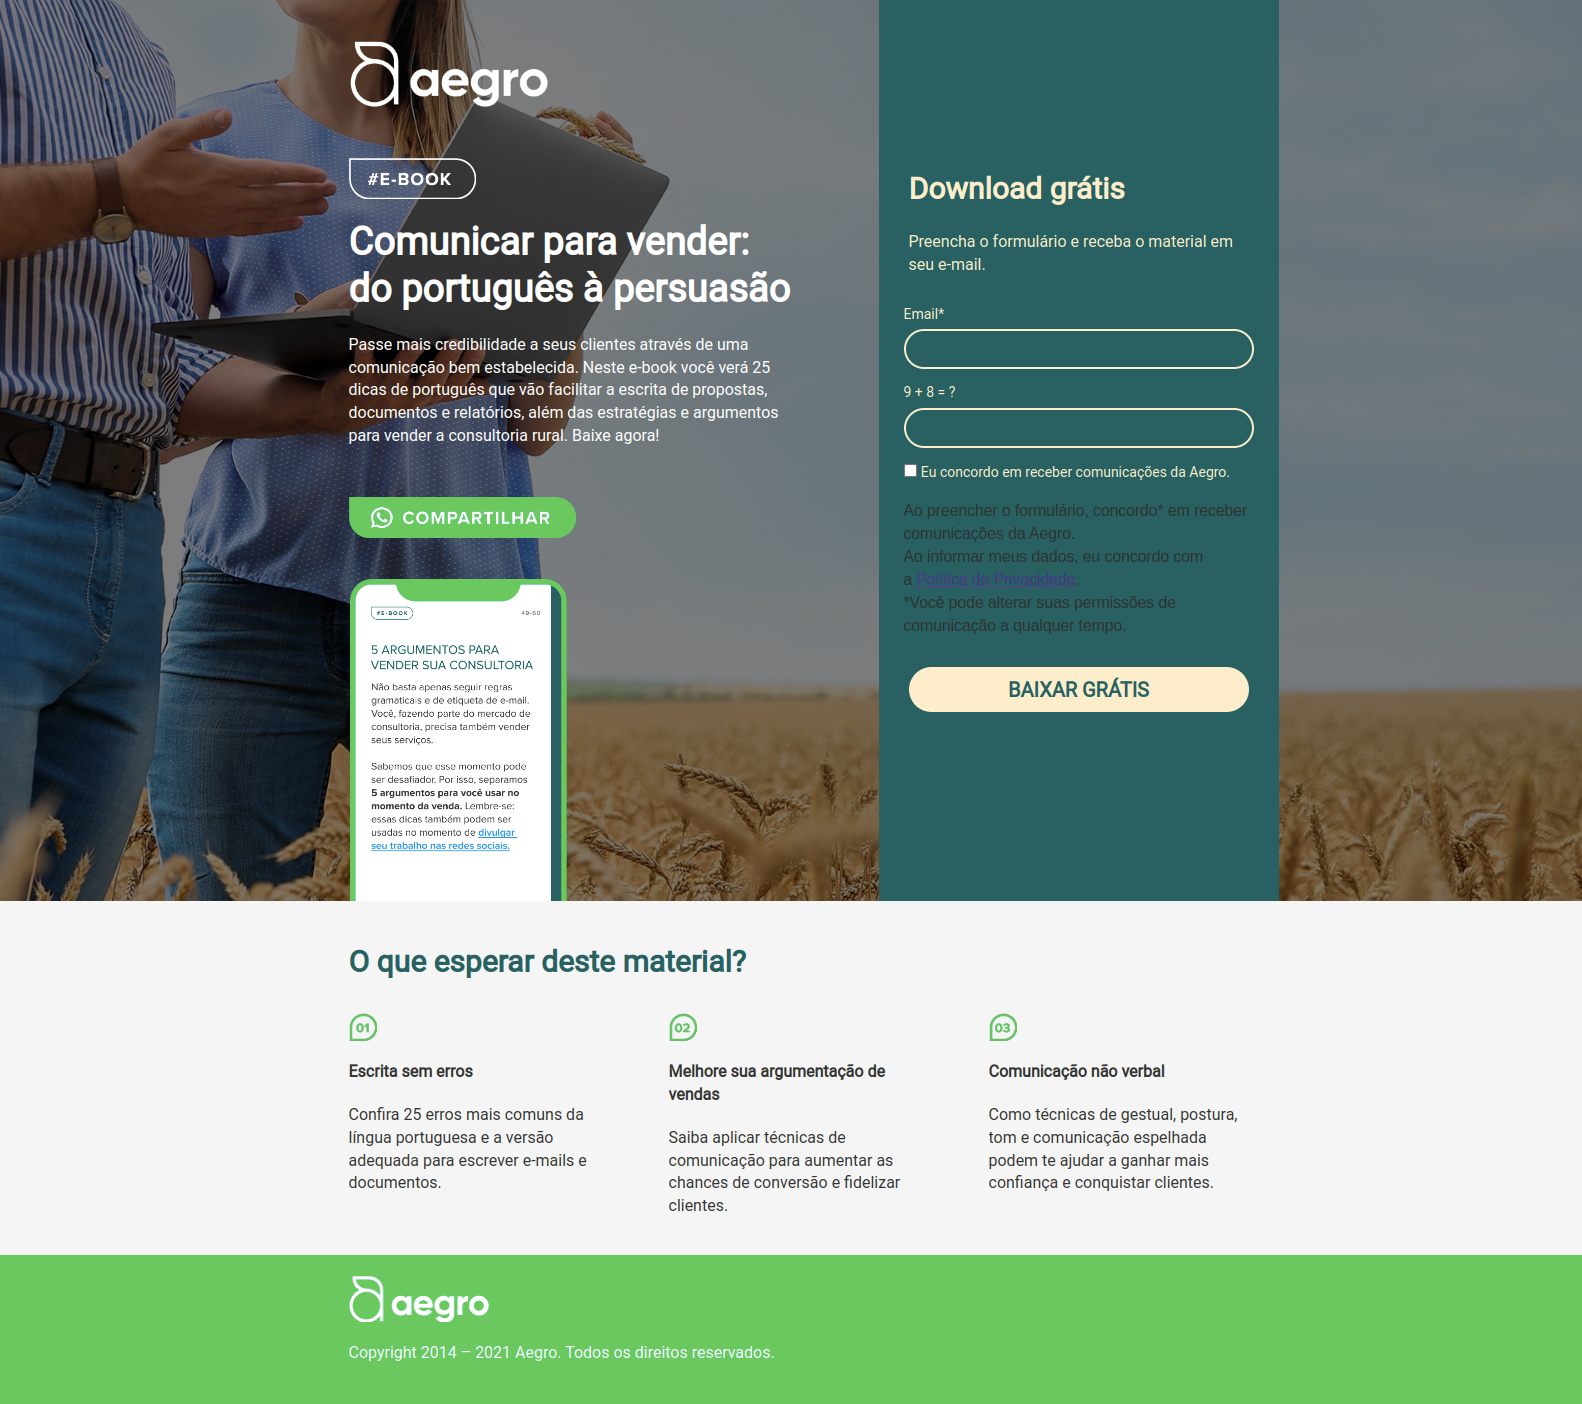 aegro
#E-BOOK
Comunicar para vender:
do português à persuasão
Passe mais credibilidade a seus clientes através de uma
comunicação bem estabelecida. Neste e-book você verá 25
dicas de português que vão facilitar a escrita de propostas,
documentos e relatórios, além das estratégias e argumentos
para vender a consultoria rural. Baixe agora!
COMPARTILHAR
#E-BOOK
49-60
5 ARGUMENTOS PARA
VENDER SUA CONSULTORIA
Não basta apenas seguir regras
gramaticais e de etiqueta de e-mail.
Você, fazendo parte do mercado de
consultoria, precisa também vender
seus serviços.
Sabemos que esse momento pode
ser desafiador. Por isso, separamos
5 argumentos para você usar no
momento da venda. Lembre-se:
essas dicas também podem ser
usadas no momento de divulgar
seu trabalho nas redes sociais.
Download grátis
Preencha o formulário e receba o material em
seu e-mail.
Email*
9 + 8 = ?
Eu concordo em receber comunicações da Aegro.
Ao preencher o formulário, concordo* em receber
comunicações da Aegro.
Ao informar meus dados, eu concordo com
a Política de Privacidade.
*Você pode alterar suas permissões de
comunicação a qualquer tempo.
BAIXAR GRÁTIS
O que esperar deste material?
01
Escrita sem erros
Confira 25 erros mais comuns da
língua portuguesa e a versão
adequada para escrever e-mails e
documentos.
02
Melhore sua argumentação de
vendas
Saiba aplicar técnicas de
comunicação para aumentar as
chances de conversão e fidelizar
clientes.
03
Comunicação não verbal
Como técnicas de gestual, postura,
tom e comunicação espelhada
podem te ajudar a ganhar mais
confiança e conquistar clientes.
aegro
Copyright 2014 – 2021 Aegro. Todos os direitos reservados.